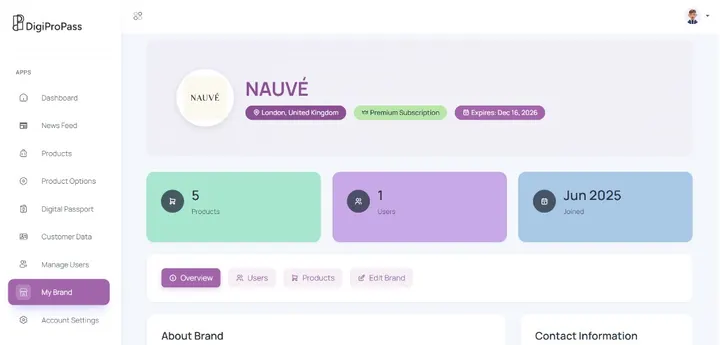 DigiProPass
APPS
Dashboard
News Feed
Products
Product Options
Digital Passport
Customer Data
Manage Users
My Brand
Account Settings
NAUVÉ
NAUVÉ
London, United Kingdom
Premium Subscription
Expires: Dec 16, 2026
5
Products
1
Users
Jun 2025
Joined
Overview
Users
Products
Edit Brand
About Brand
Contact Information